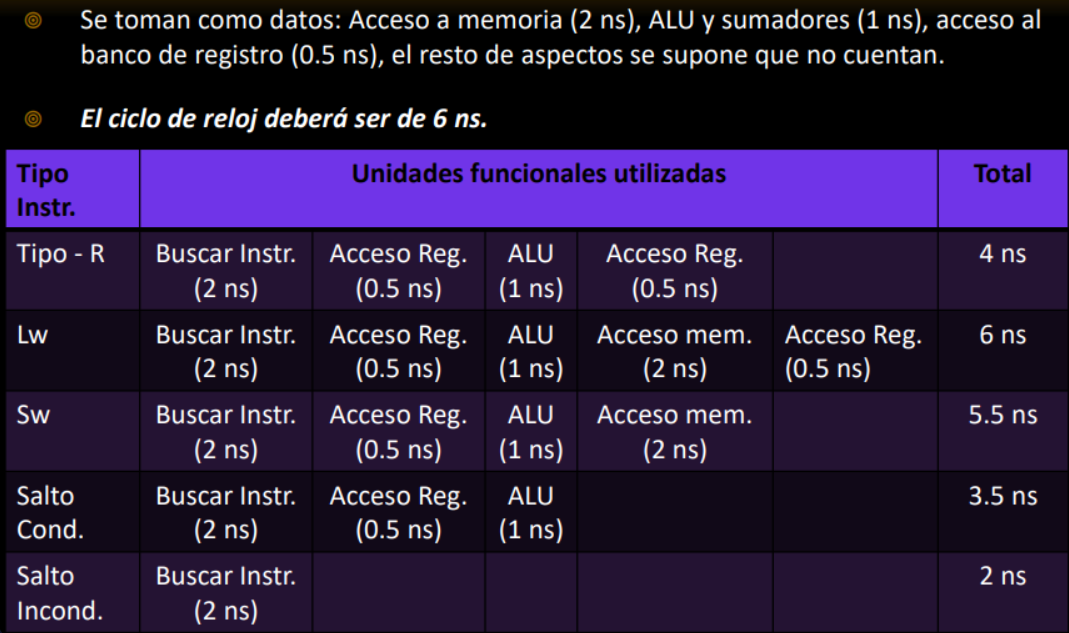 Se toman como datos: Acceso a memoria (2 ns), ALU y sumadores (1 ns), acceso al
banco de registro (0.5 ns), el resto de aspectos se supone que no cuentan.
El ciclo de reloj deberá ser de 6 ns.
Tipo Instr. Unidades funcionales utilizadas Total
Tipo - R Buscar Instr. (2 ns) Acceso Reg. (0.5 ns) ALU (1 ns) Acceso Reg. (0.5 ns) 4 ns
Lw Buscar Instr. (2 ns) Acceso Reg. (0.5 ns) ALU (1 ns) Acceso mem. (2 ns) Acceso Reg. (0.5 ns) 6 ns
Sw Buscar Instr. (2 ns) Acceso Reg. (0.5 ns) ALU (1 ns) Acceso mem. (2 ns) 5.5 ns
Salto Cond. Buscar Instr. (2 ns) Acceso Reg. (0.5 ns) ALU (1 ns) 3.5 ns
Salto Incond. Buscar Instr. (2 ns) 2 ns